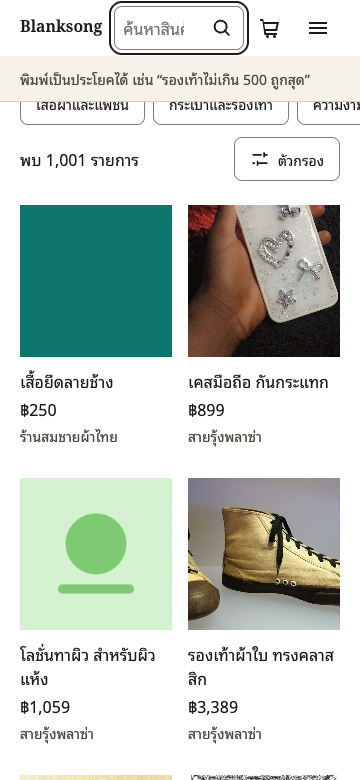 Blanksong
ค้นหาสินค้
พิมพ์เป็นประโยคได้ เช่น “รองเท้าไม่เกิน 500 ถูกสุด”
เสื้อผ้าและแฟชั่น
กระเป๋าและรองเท้า
ความงาม
พบ 1,001 รายการ
ตัวกรอง
เสื้อยืดลายช้าง
เคสมือถือ กันกระแทก
฿250
฿899
ร้านสมชายผ้าไทย
สายรุ้งพลาซ่า
โลชั่นทาผิว สำหรับผิว
แห้ง
รองเท้าผ้าใบ ทรงคลาส
สิก
฿1,059
฿3,389
สายรุ้งพลาซ่า
สายรุ้งพลาซ่า